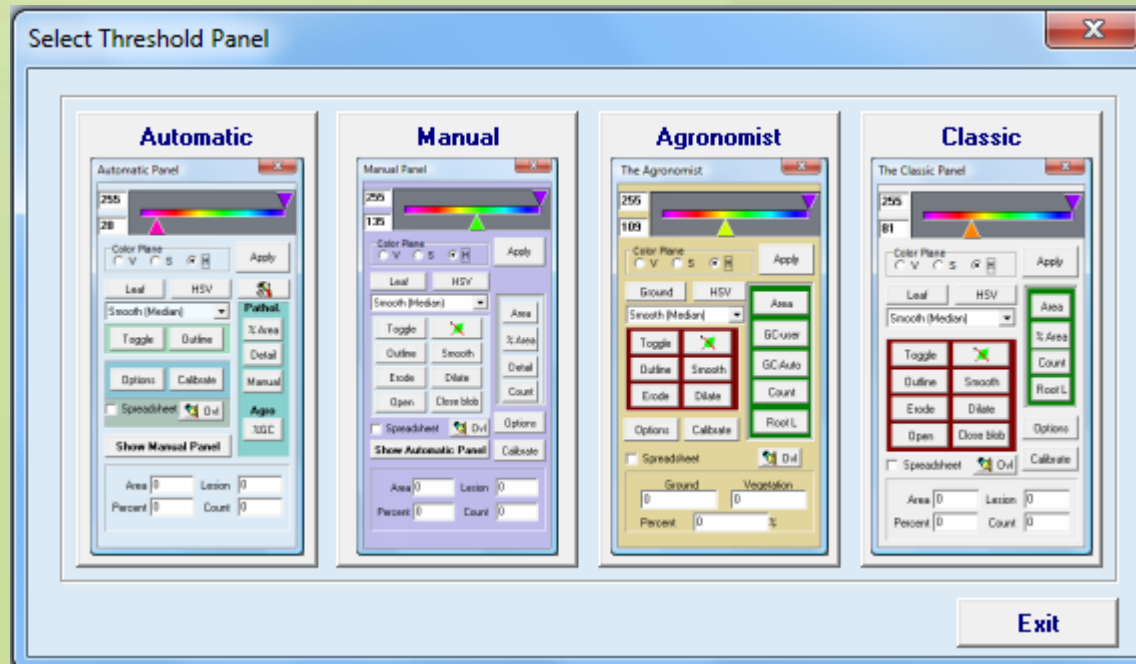 Select Threshold Panel
X
Automatic
Automatic Panel
255
28
Color Plane
V S H
Apply
Leaf HSV
Smooth (Median)
Pathol.
Toggle Outline
% Area
Detail
Options Calibrate
Manual
Spreadsheet Ovl
Agro
%GC
Show Manual Panel
Area 0 Lesion 0
Percent 0 Count 0
Manual
Manual Panel
255
135
Color Plane
V S H
Apply
Leaf HSV
Smooth (Median)
Area
Toggle
% Area
Outline Smooth
Detail
Erode Dilate
Count
Open Close blob
Options
Spreadsheet Ovl
Show Automatic Panel
Calibrate
Area 0 Lesion 0
Percent 0 Count 0
Agronomist
The Agronomist
255
109
Color Plane
V S H
Apply
Ground HSV
Area
Smooth (Median)
GC-user
Toggle
Outline Smooth
GC-Auto
Erode Dilate
Count
Options Calibrate
Root L
Spreadsheet Ovl
Ground Vegetation
0 0
Percent 0 %
Classic
The Classic Panel
255
81
Color Plane
V S H
Apply
Leaf HSV
Area
Smooth (Median)
% Area
Toggle
Count
Outline Smooth
Root L
Erode Dilate
Open Close blob
Options
Spreadsheet Ovl
Calibrate
Area 0 Lesion 0
Percent 0 Count 0
Exit